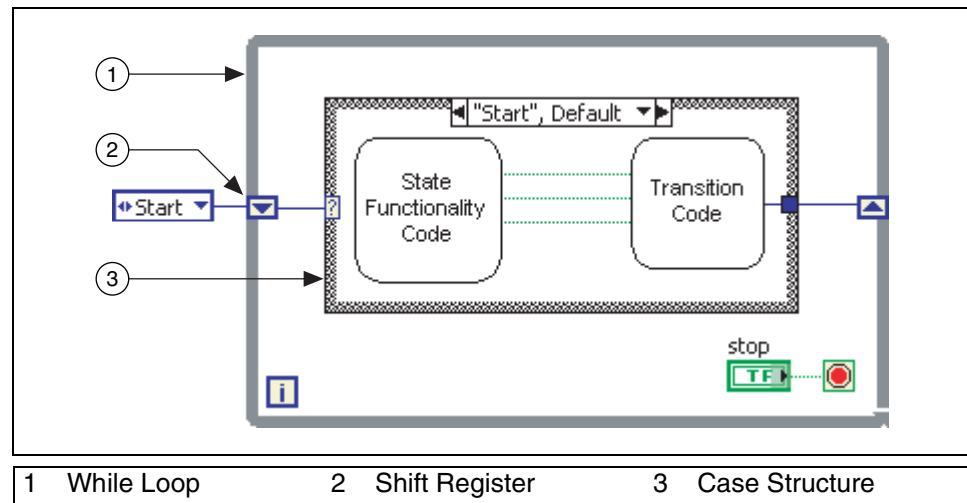 1
"Start", Default
2
State Functionality Code
Transition Code
Start
?
3
stop
TF
i
1 While Loop 2 Shift Register 3 Case Structure